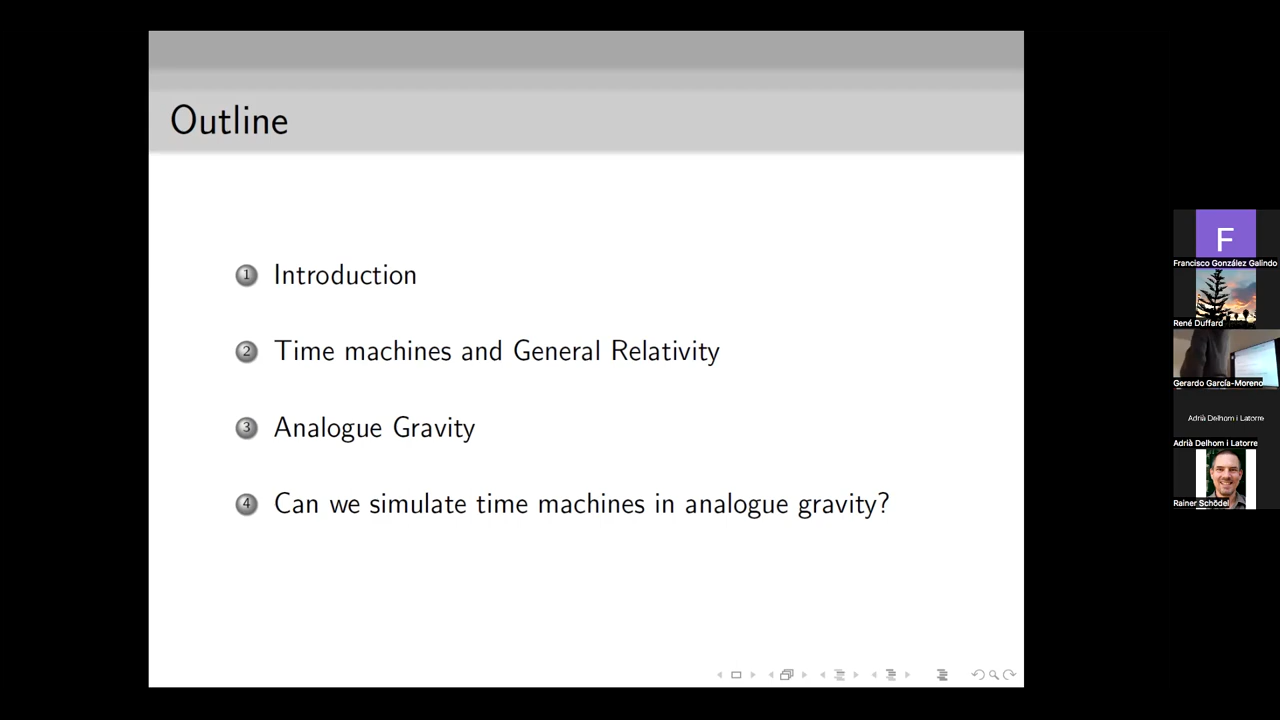 Outline
1 Introduction
2 Time machines and General Relativity
3 Analogue Gravity
4 Can we simulate time machines in analogue gravity?
F
Francisco González Galindo
René Duffard
Gerardo García-Moreno
Adrià Delhom i Latorre
Adrià Delhom i Latorre
Rainer Schödel